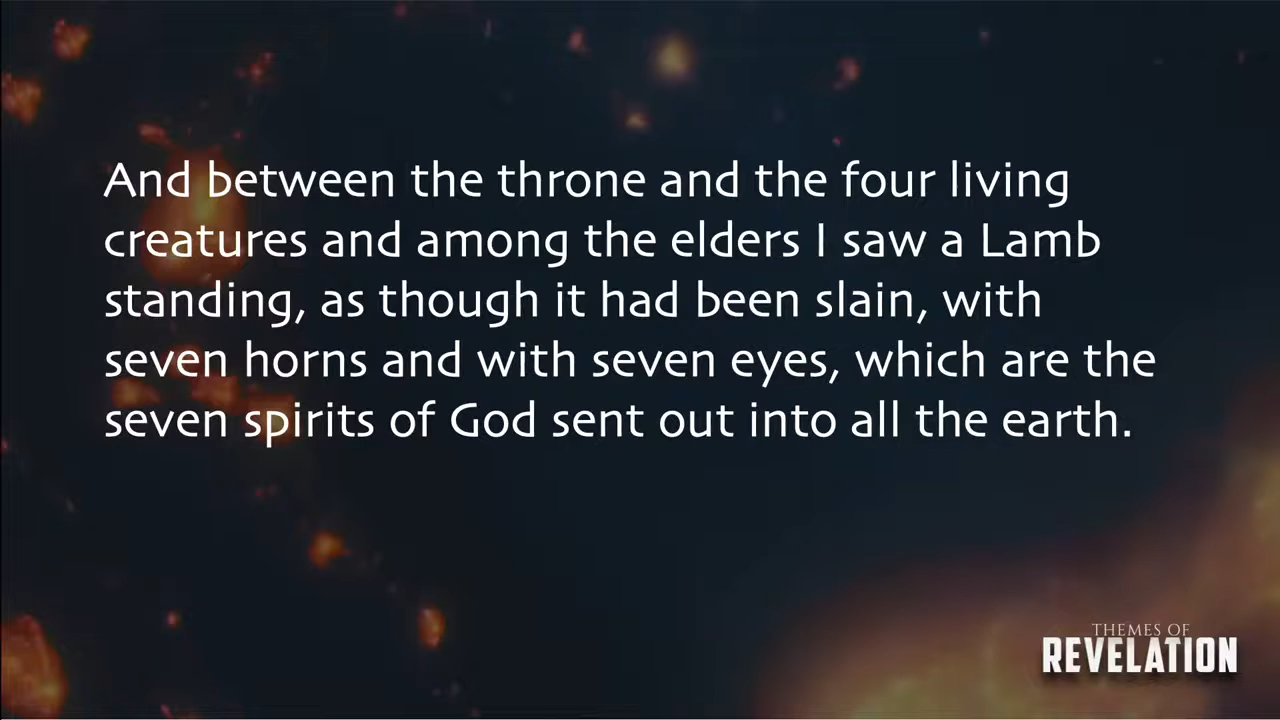 And between the throne and the four living
creatures and among the elders I saw a Lamb
standing, as though it had been slain, with
seven horns and with seven eyes, which are the
seven spirits of God sent out into all the earth.
THEMES OF
REVELATION